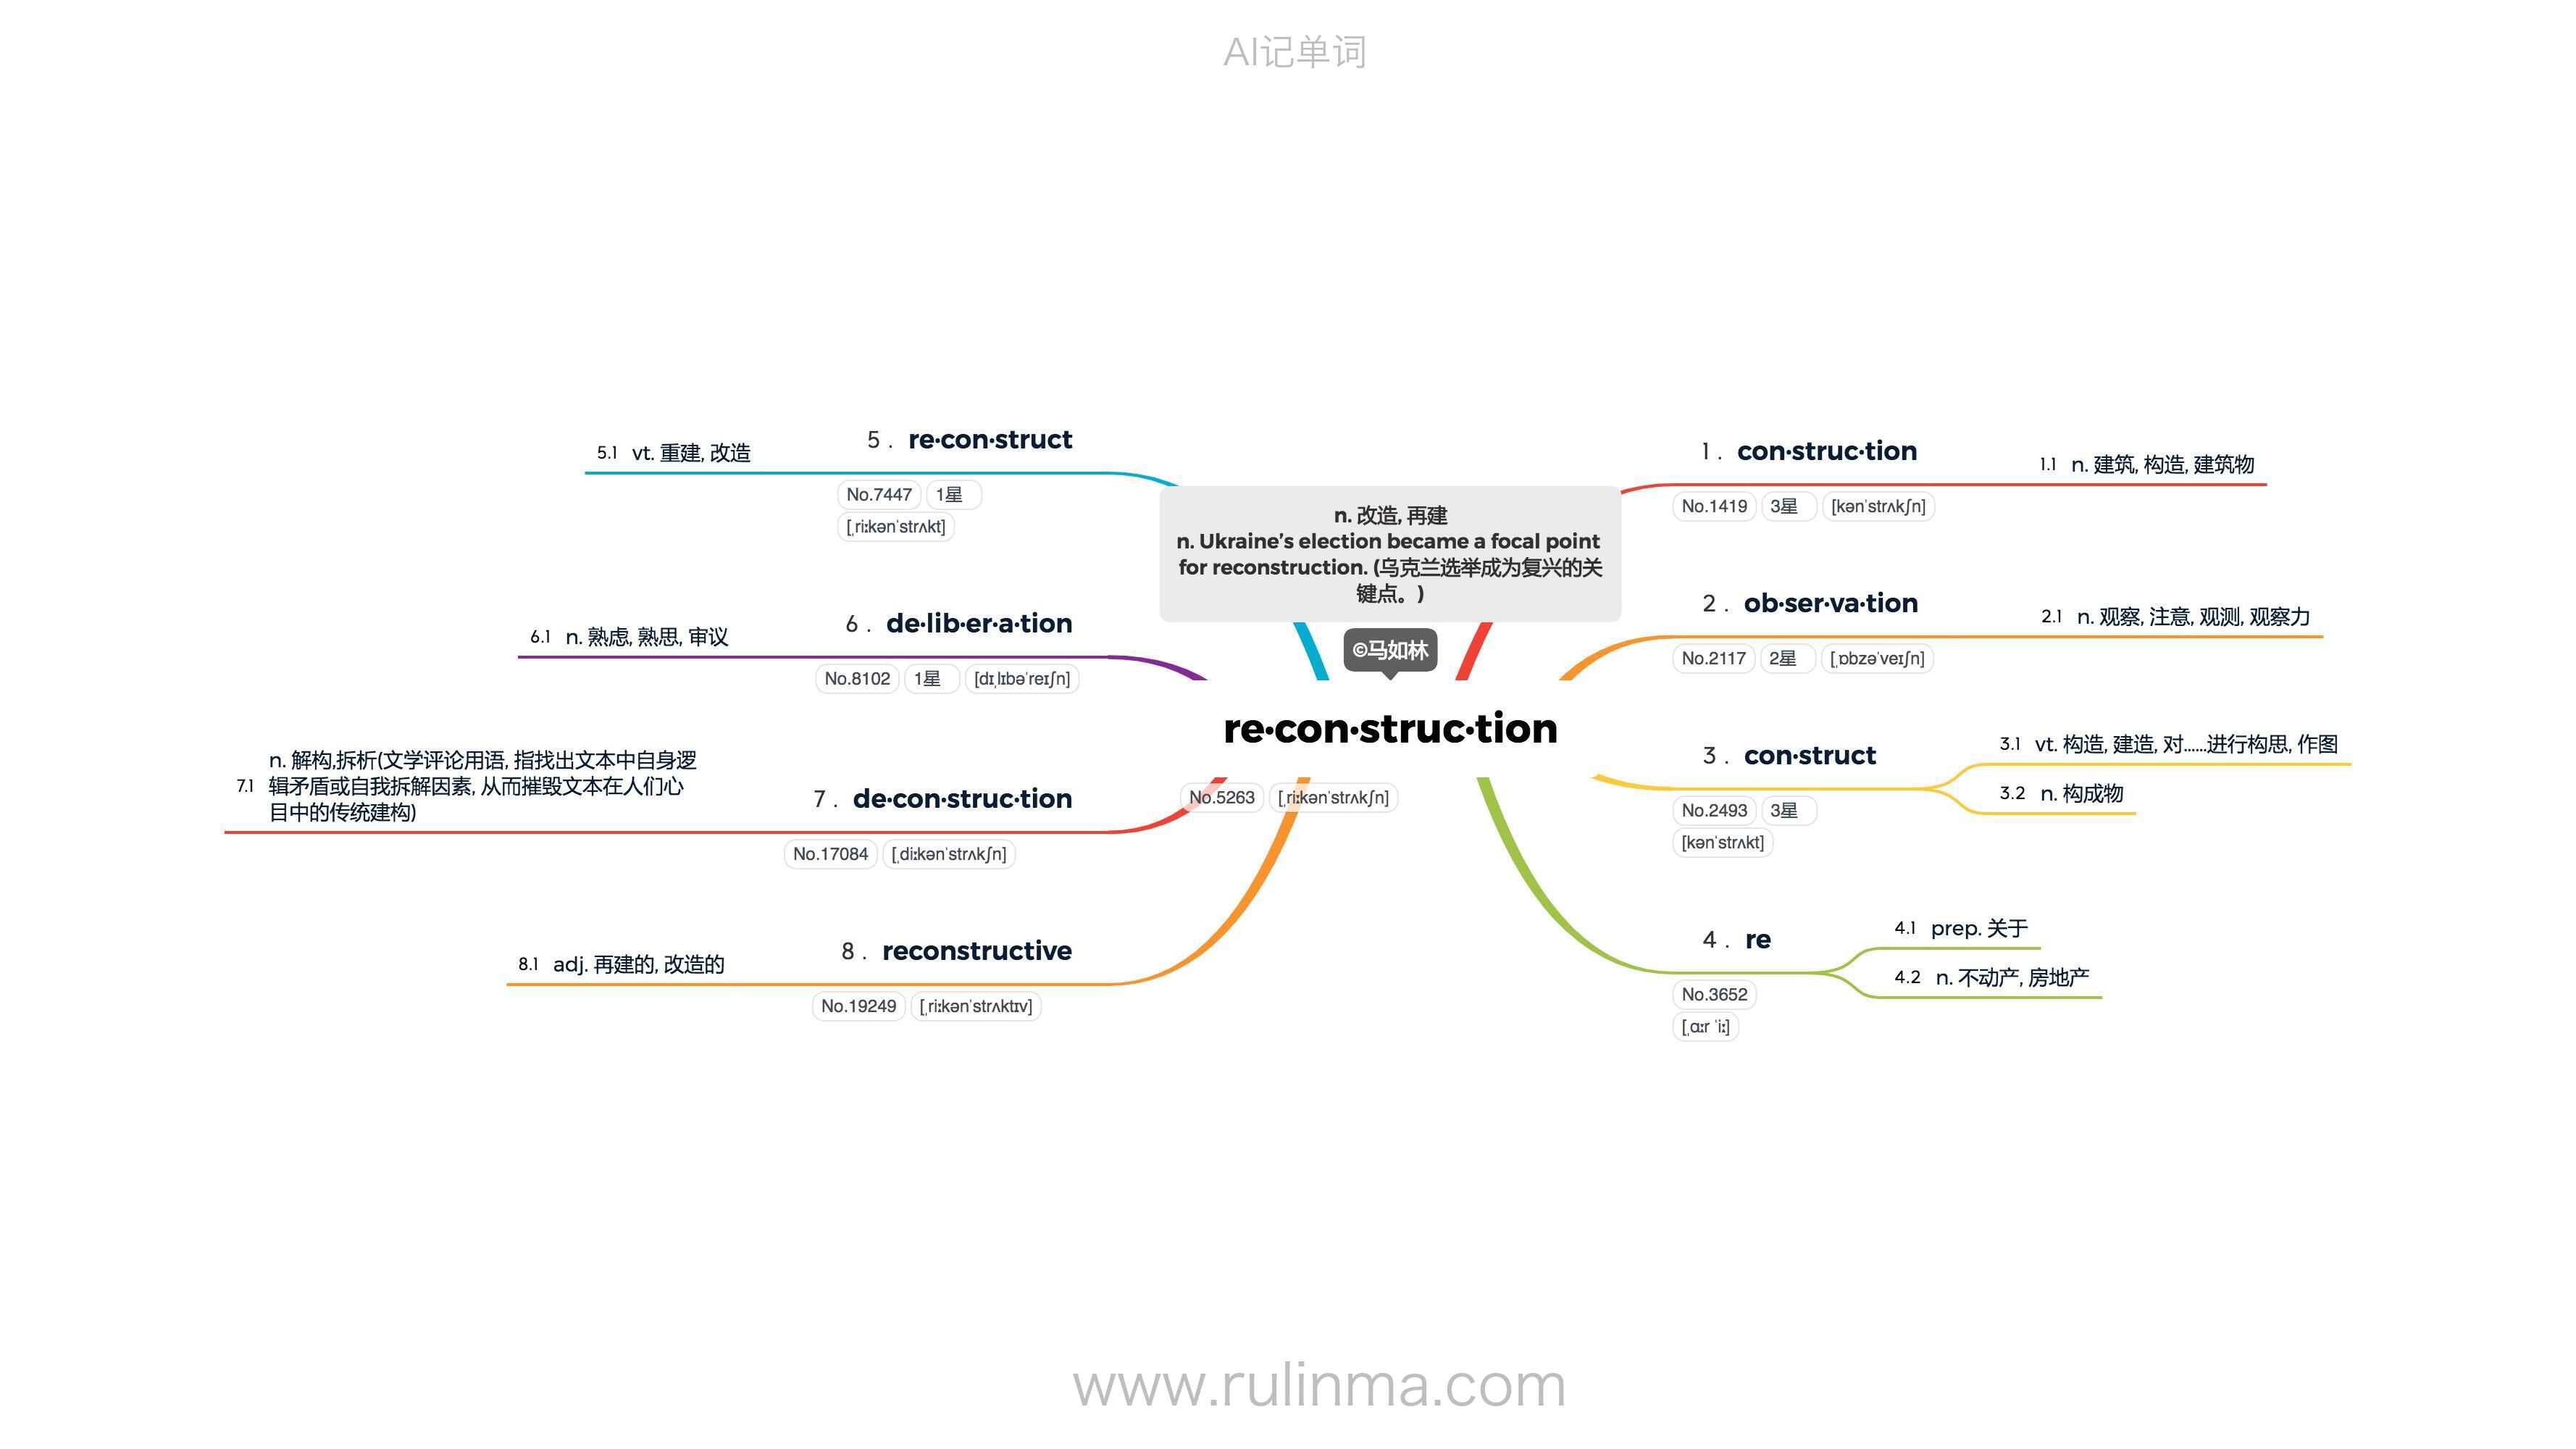 AI记单词
n. 改造, 再建
n. Ukraine’s election became a focal point
for reconstruction. (乌克兰选举成为复兴的关
键点。)
©马如林
re·con·struc·tion
No.5263 [ˌriːkənˈstrʌkʃn]
1 . con·struc·tion
No.1419 3星 [kənˈstrʌkʃn]
1.1 n. 建筑, 构造, 建筑物
2 . ob·ser·va·tion
No.2117 2星 [ˌɒbzəˈveɪʃn]
2.1 n. 观察, 注意, 观测, 观察力
3 . con·struct
No.2493 3星
[kənˈstrʌkt]
3.1 vt. 构造, 建造, 对……进行构思, 作图
3.2 n. 构成物
4 . re
No.3652
[ˌɑːr ˈiː]
4.1 prep. 关于
4.2 n. 不动产, 房地产
5 . re·con·struct
No.7447 1星
[ˌriːkənˈstrʌkt]
5.1 vt. 重建, 改造
6 . de·lib·er·a·tion
No.8102 1星 [dɪˌlɪbəˈreɪʃn]
6.1 n. 熟虑, 熟思, 审议
7 . de·con·struc·tion
No.17084 [ˌdiːkənˈstrʌkʃn]
7.1 n. 解构,拆析(文学评论用语, 指找出文本中自身逻
辑矛盾或自我拆解因素, 从而摧毁文本在人们心
目中的传统建构)
8 . reconstructive
No.19249 [ˌriːkənˈstrʌktɪv]
8.1 adj. 再建的, 改造的
www.rulinma.com